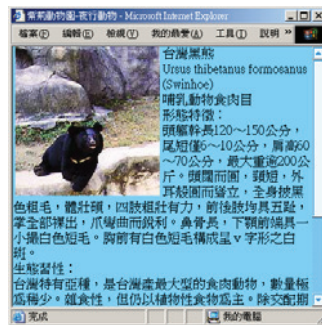 紫荊動物園-夜行動物 - Microsoft Internet Explorer
檔案(F) 編輯(E) 檢視(V) 我的最愛(A) 工具(T) 說明 »
台灣黑熊
Ursus thibetanus formosanus
(Swinhoe)
哺乳動物食肉目
形態特徵：
頭軀幹長120～150公分，
尾短僅6～10公分，肩高60
～70公分，最大重逾200公
斤。頭闊而圓，頸短，外
耳殼圓而聳立，全身披黑
色粗毛，體壯碩，四肢粗壯有力，前後肢均具五趾，
掌全部裸出，爪彎曲而銳利。鼻骨長，下顎前端具一
小撮白色短毛。胸前有白色短毛構成呈 v 字形之白
斑。
生態習性：
台灣特有亞種，是台灣產最大型的食肉動物，數量極
為稀少。雜食性，但仍以植物性食物為主。除交配期
完成 我的電腦